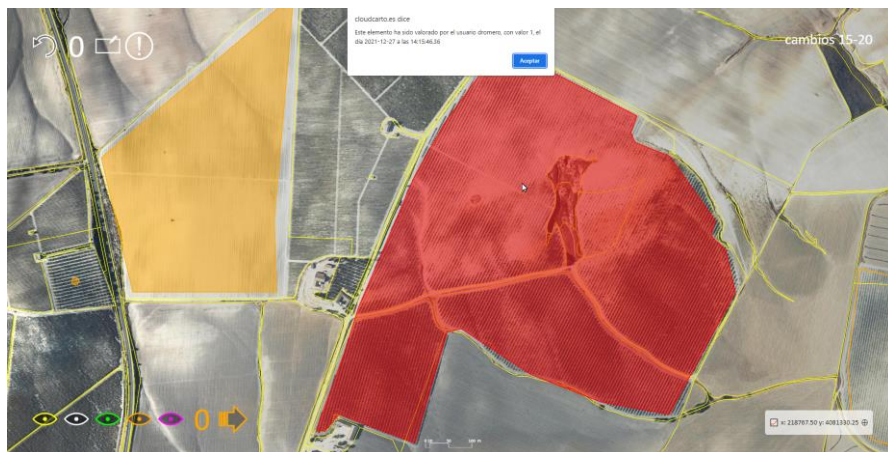 cloudcarto.es dice
Este elemento ha sido valorado por el usuario dromero, con valor 1, el
día 2021-12-27 a las 14:15:46.36
Aceptar
0
cambios 15-20
0
x: 218767.50 y: 4081330.25